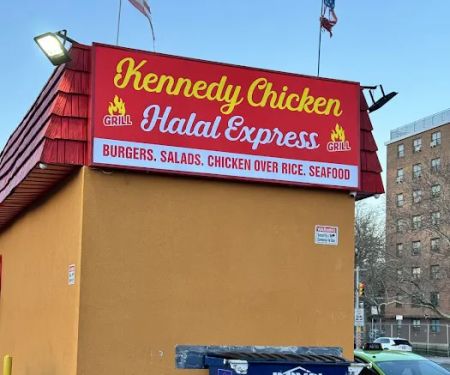 Kennedy Chicken
GRILL Halal Express GRILL
BURGERS. SALADS. CHICKEN OVER RICE. SEAFOOD